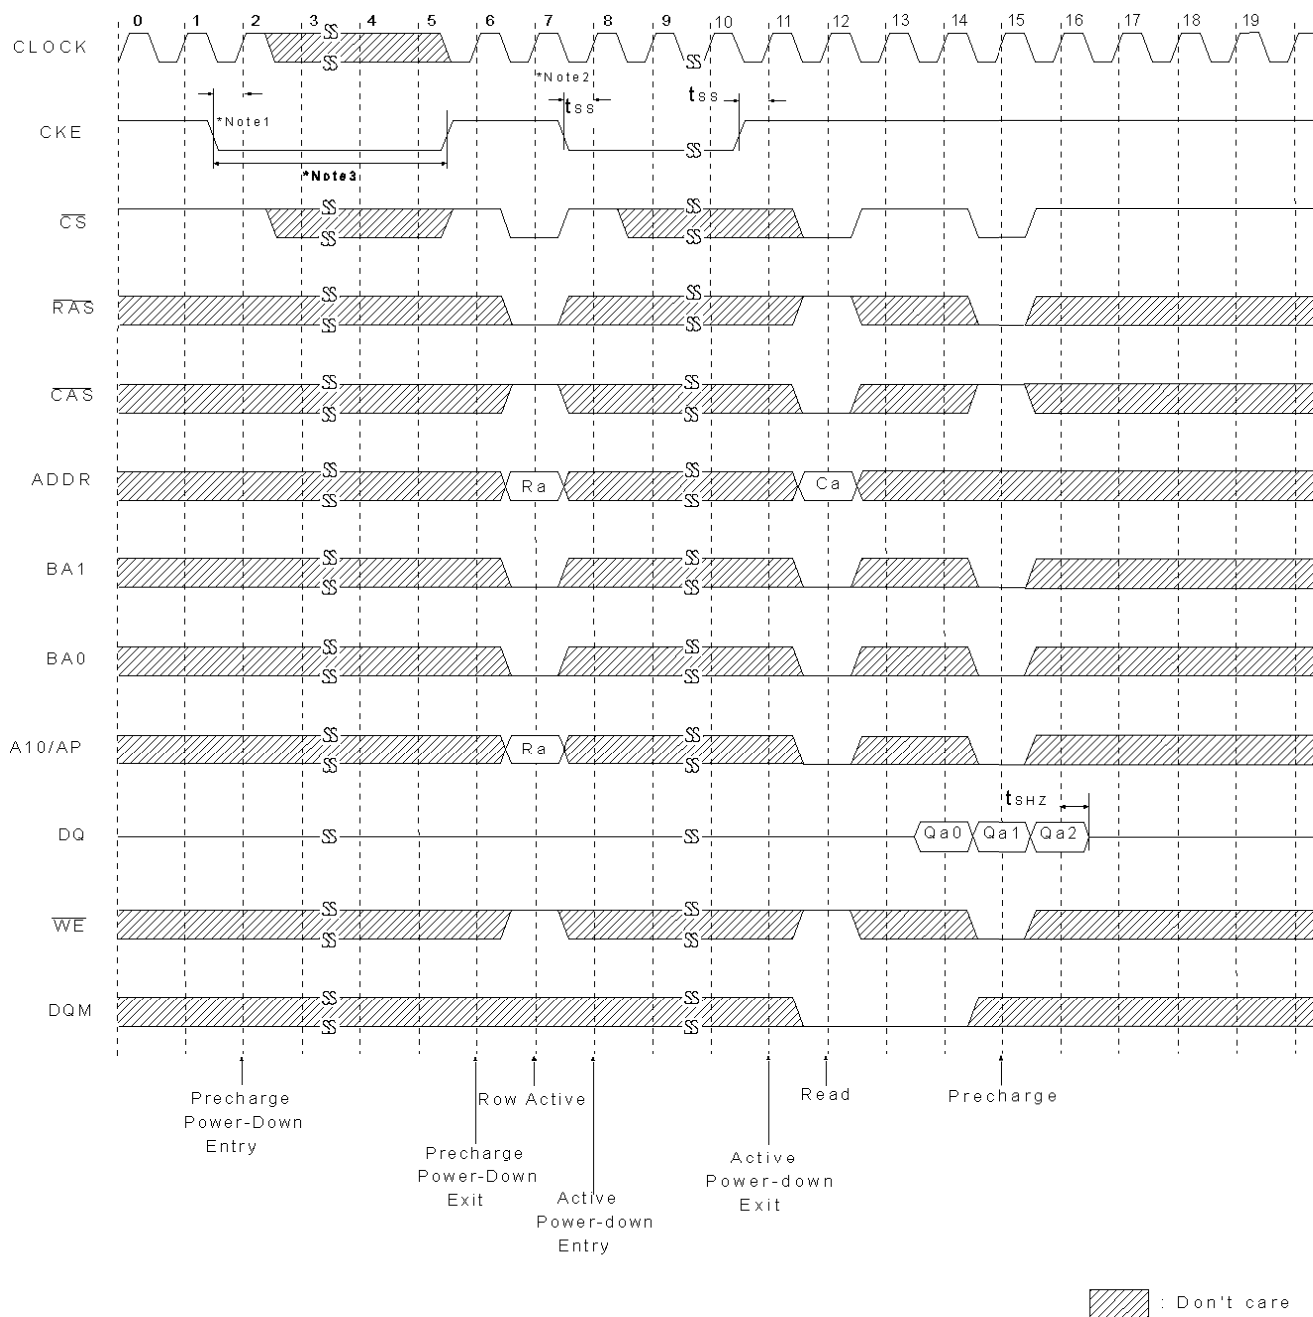 0 1 2 3 4 5 6 7 8 9 10 11 12 13 14 15 16 17 18 19
CLOCK
*Note2
tSS
tSS
*Note1
CKE
*Note3
CS
RAS
CAS
ADDR
Ra
Ca
BA1
BA0
A10/AP
Ra
tSHZ
DQ
Qa0
Qa1
Qa2
WE
DQM
Precharge
Power-Down
Entry
Row Active
Precharge
Power-Down
Exit
Active
Power-down
Entry
Active
Power-down
Exit
Read
Precharge
: Don't care